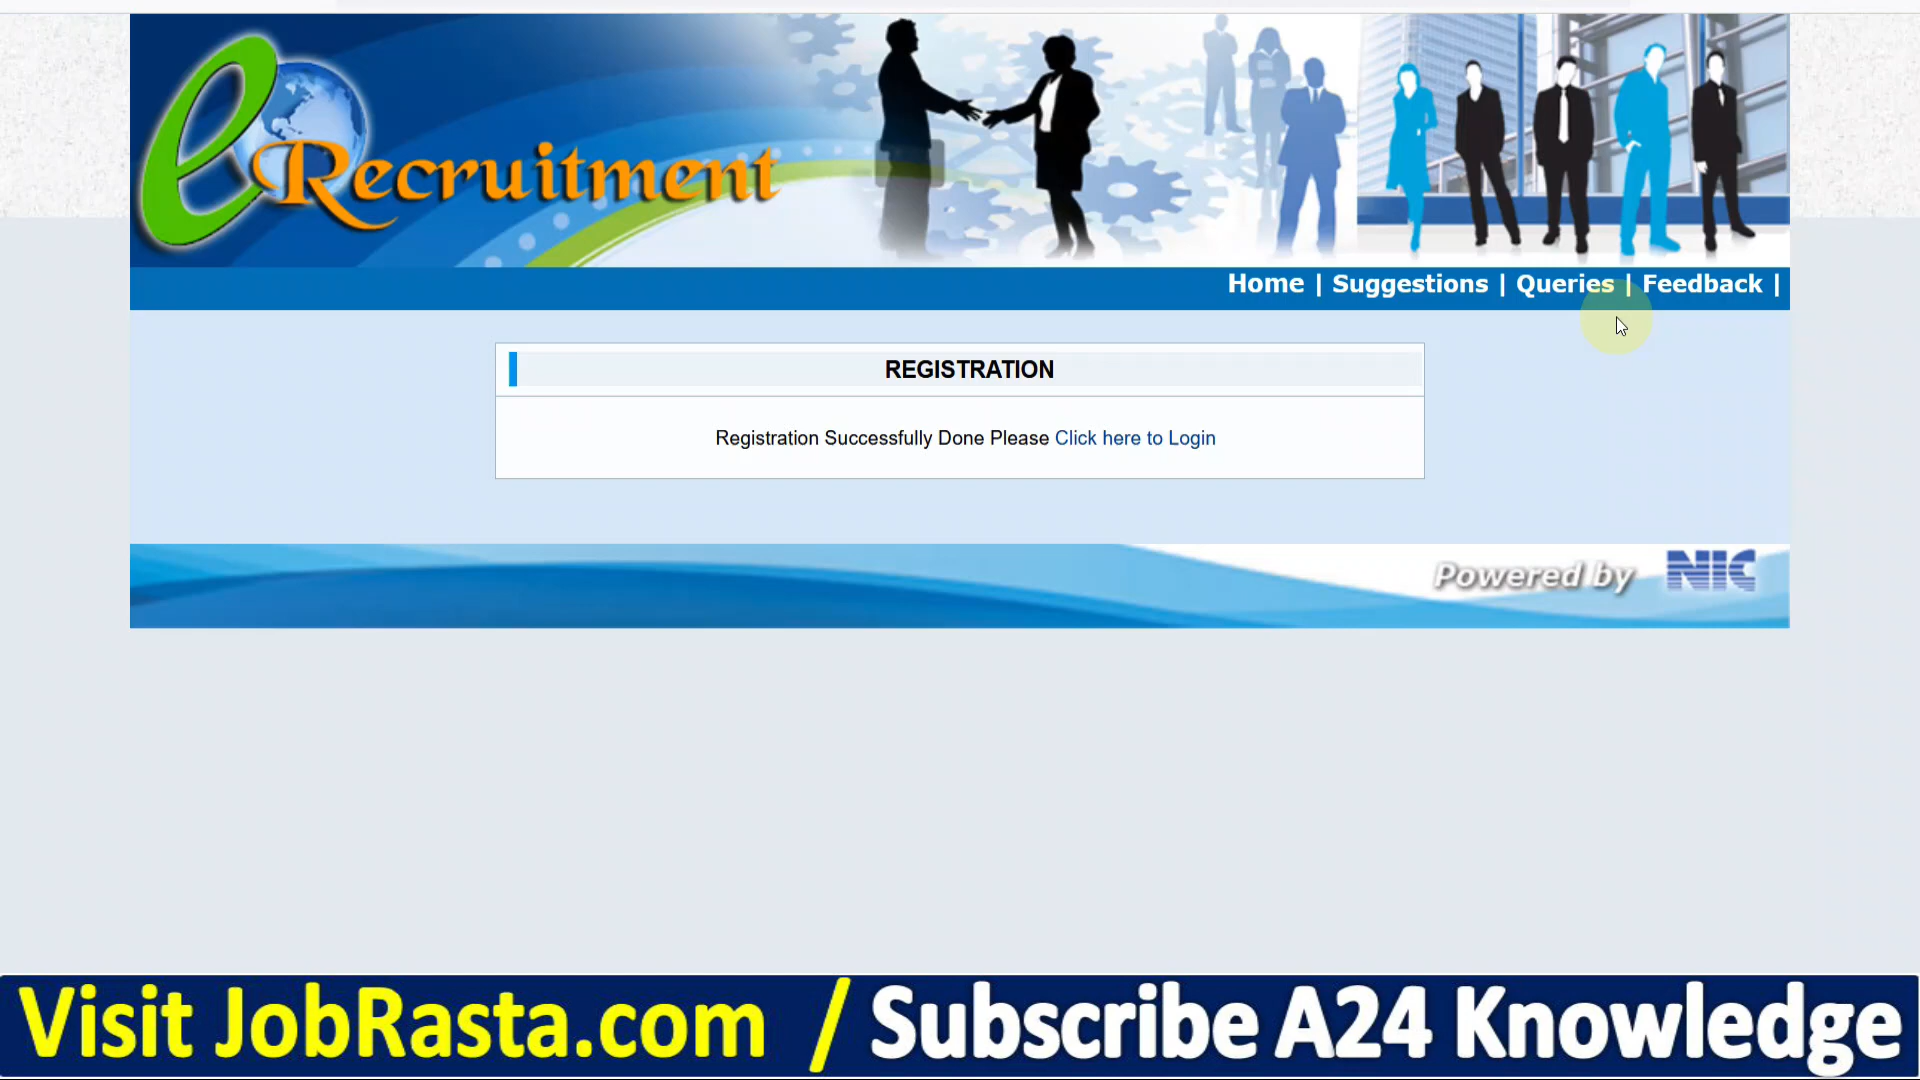 eRecruitment
Home | Suggestions | Queries | Feedback |
REGISTRATION
Registration Successfully Done Please Click here to Login
Powered by NIC
Visit JobRasta.com / Subscribe A24 Knowledge